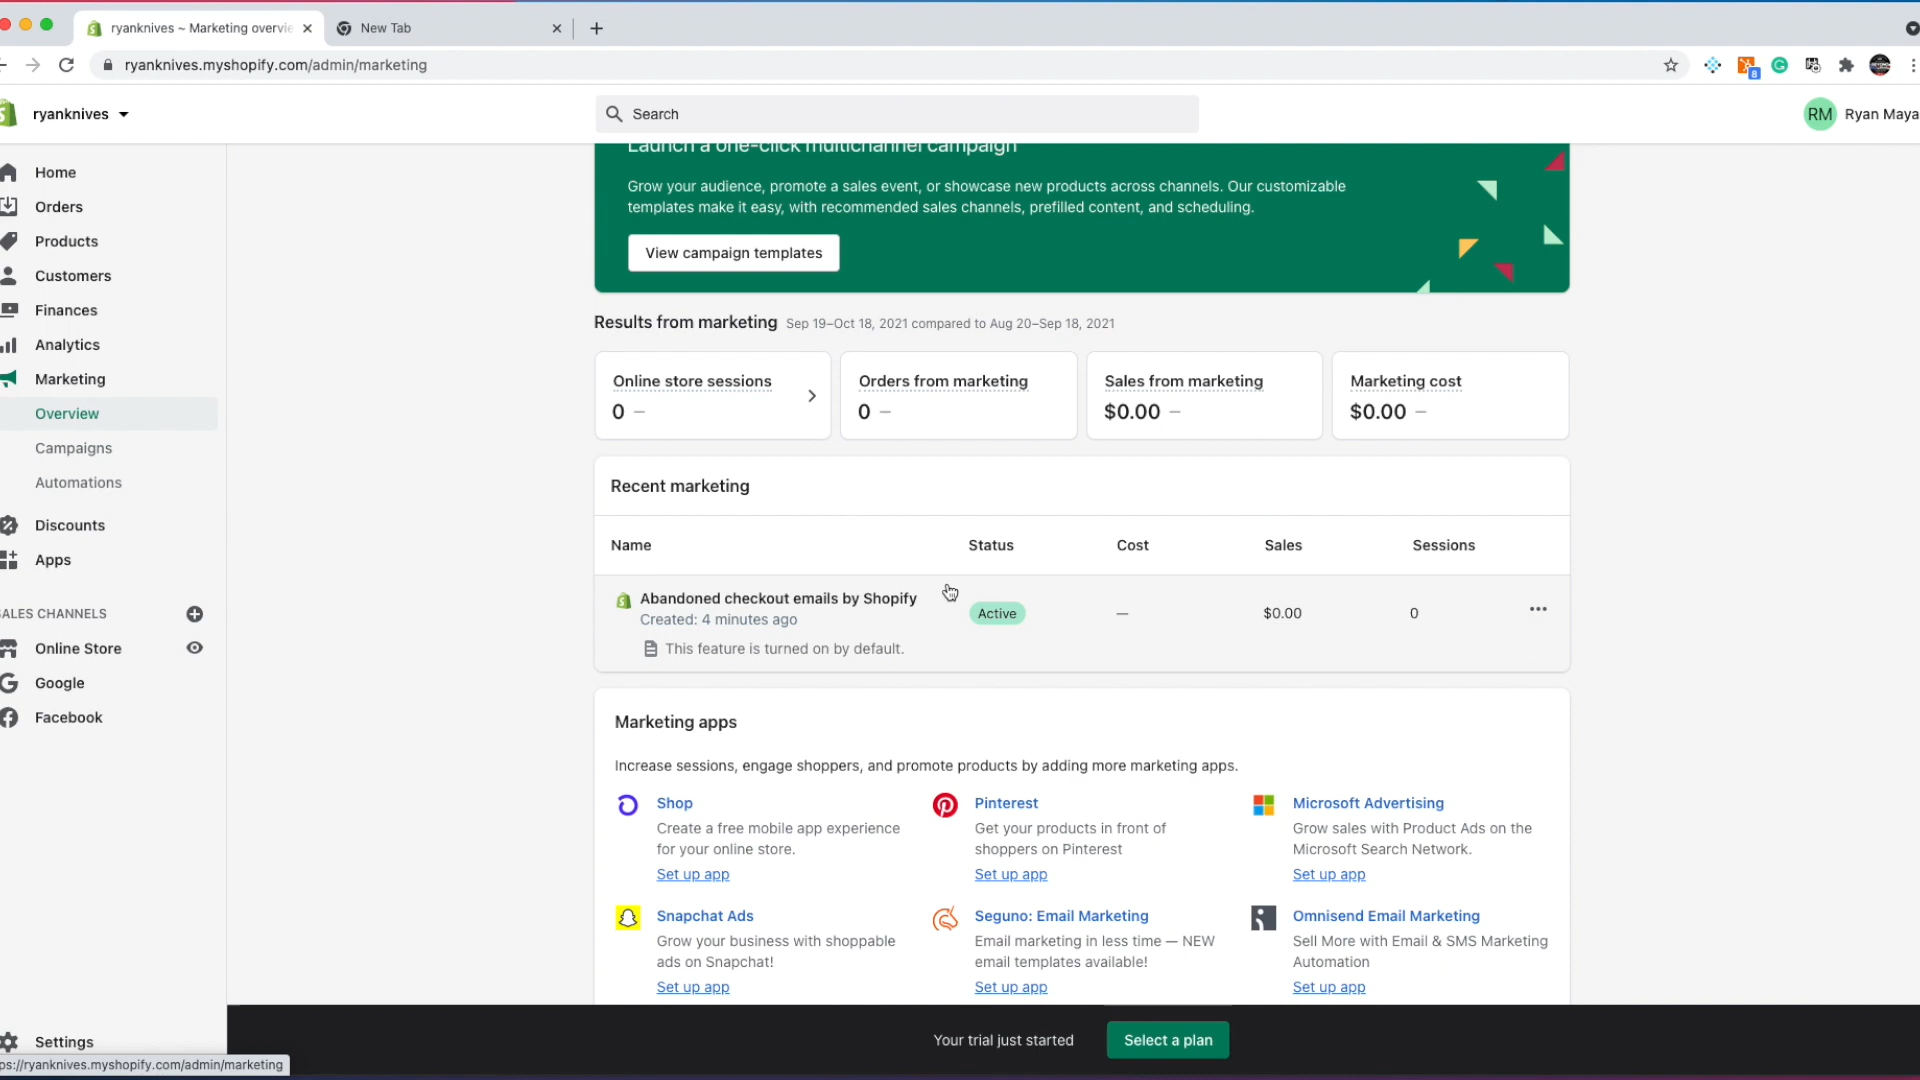 ryanknives ~ Marketing overvie
New Tab
ryanknives.myshopify.com/admin/marketing
8
ryanknives
Search
RM
Ryan Maya
Home
Orders
Products
Customers
Finances
Analytics
Marketing
Overview
Campaigns
Automations
Discounts
Apps
ALES CHANNELS
Online Store
Google
Facebook
Settings
Launch a one-click multichannel campaign
Grow your audience, promote a sales event, or showcase new products across channels. Our customizable
templates make it easy, with recommended sales channels, prefilled content, and scheduling.
View campaign templates
Results from marketing Sep 19–Oct 18, 2021 compared to Aug 20–Sep 18, 2021
Online store sessions
0 –
Orders from marketing
0 –
Sales from marketing
$0.00 –
Marketing cost
$0.00 –
Recent marketing
Name Status Cost Sales Sessions
Abandoned checkout emails by Shopify
Created: 4 minutes ago
This feature is turned on by default.
Active — $0.00 0
Marketing apps
Increase sessions, engage shoppers, and promote products by adding more marketing apps.
Shop
Create a free mobile app experience
for your online store.
Set up app
Pinterest
Get your products in front of
shoppers on Pinterest
Set up app
Microsoft Advertising
Grow sales with Product Ads on the
Microsoft Search Network.
Set up app
Snapchat Ads
Grow your business with shoppable
ads on Snapchat!
Set up app
Seguno: Email Marketing
Email marketing in less time — NEW
email templates available!
Set up app
Omnisend Email Marketing
Sell More with Email & SMS Marketing
Automation
Set up app
Your trial just started
Select a plan
ps://ryanknives.myshopify.com/admin/marketing